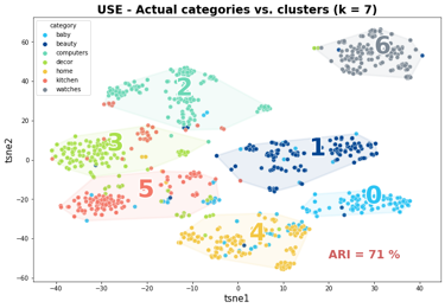 USE - Actual categories vs. clusters (k = 7)
category
baby
beauty
computers
decor
home
kitchen
watches
6
2
3
1
5
0
4
ARI = 71 %
tsne2
60
40
20
0
−20
−40
−60
−40
−30
−20
−10
0
10
20
30
40
tsne1